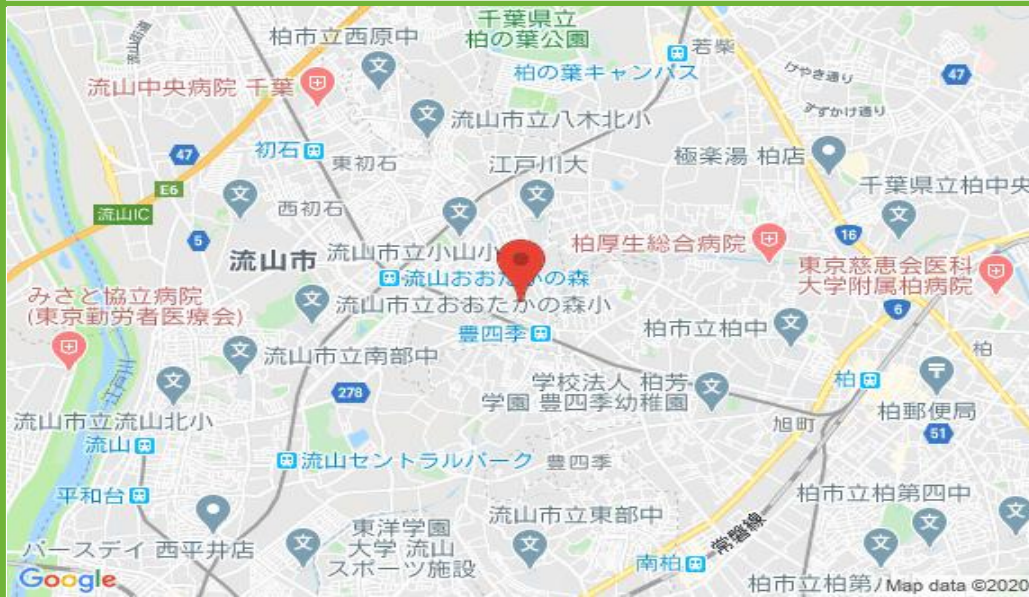 千葉県立
柏の葉公園
柏市立西原中
若柴
流山中央病院 千葉
柏の葉キャンパス
けやき通り
47
すずかけ通り
流山市立八木北小
初石
47
東初石
江戸川大
極楽湯 柏店
E6
西初石
千葉県立柏中央
流山IC
5
16
流山市
流山市立小山小
柏厚生総合病院
流山おおたかの森
東京慈恵会医科
大学附属柏病院
みさと協立病院
(東京勤労者医療会)
流山市立おおたかの森小
6
豊四季
柏市立柏中
流山市立南部中
柏
江戸川
278
学校法人 柏芳
学園 豊四季幼稚園
柏
流山市立流山北小
柏郵便局
旭町
流山
51
流山セントラルパーク
豊四季
平和台
柏市立柏第四中
流山市立東部中
東洋学園
大学 流山
スポーツ施設
常磐線
バースデイ 西平井店
南柏
Google
柏市立柏第
Map data ©2020